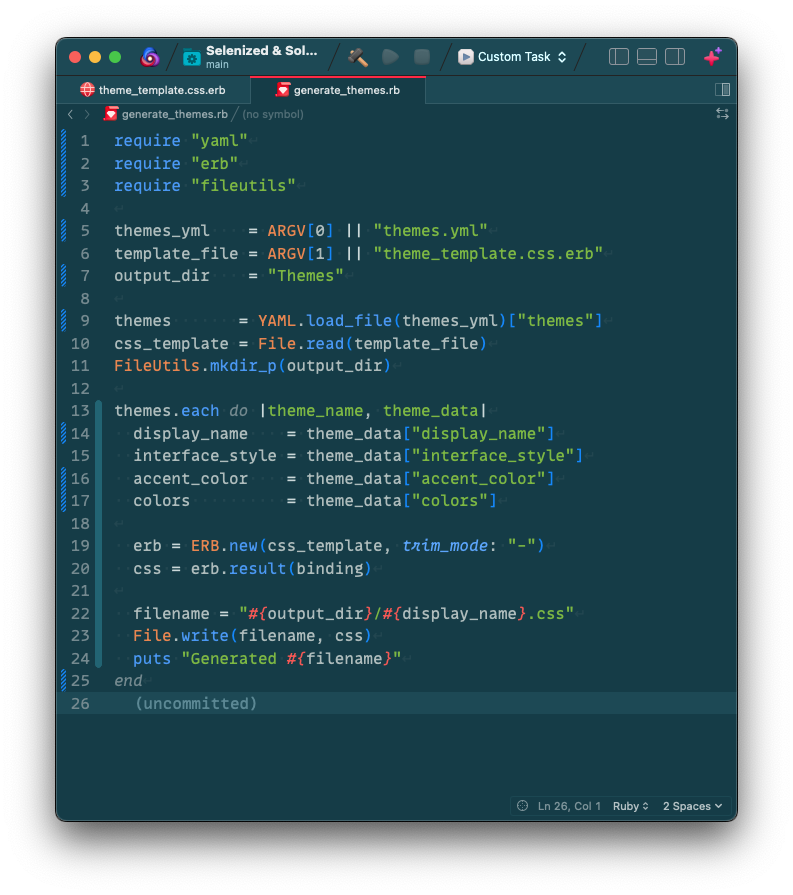 Selenized & Sol...
main
Custom Task
theme_template.css.erb
generate_themes.rb
generate_themes.rb (no symbol)
1 require "yaml"
2 require "erb"
3 require "fileutils"
4
5 themes_yml    = ARGV[0] || "themes.yml"
6 template_file = ARGV[1] || "theme_template.css.erb"
7 output_dir    = "Themes"
8
9 themes       = YAML.load_file(themes_yml)["themes"]
10 css_template = File.read(template_file)
11 FileUtils.mkdir_p(output_dir)
12
13 themes.each do |theme_name, theme_data|
14   display_name    = theme_data["display_name"]
15   interface_style = theme_data["interface_style"]
16   accent_color    = theme_data["accent_color"]
17   colors          = theme_data["colors"]
18
19   erb = ERB.new(css_template, trim_mode: "-")
20   css = erb.result(binding)
21
22   filename = "#{output_dir}/#{display_name}.css"
23   File.write(filename, css)
24   puts "Generated #{filename}"
25 end
26   (uncommitted)
Ln 26, Col 1 Ruby 2 Spaces